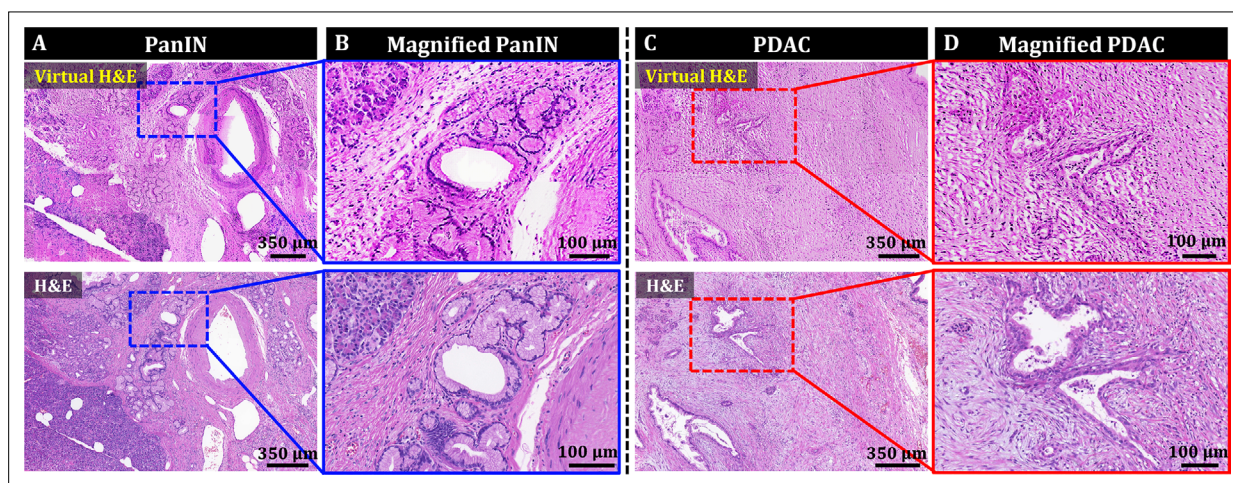 A PanIN
B Magnified PanIN
C PDAC
D Magnified PDAC
Virtual H&E
350 µm
100 µm
Virtual H&E
350 µm
100 µm
H&E
350 µm
100 µm
H&E
350 µm
100 µm